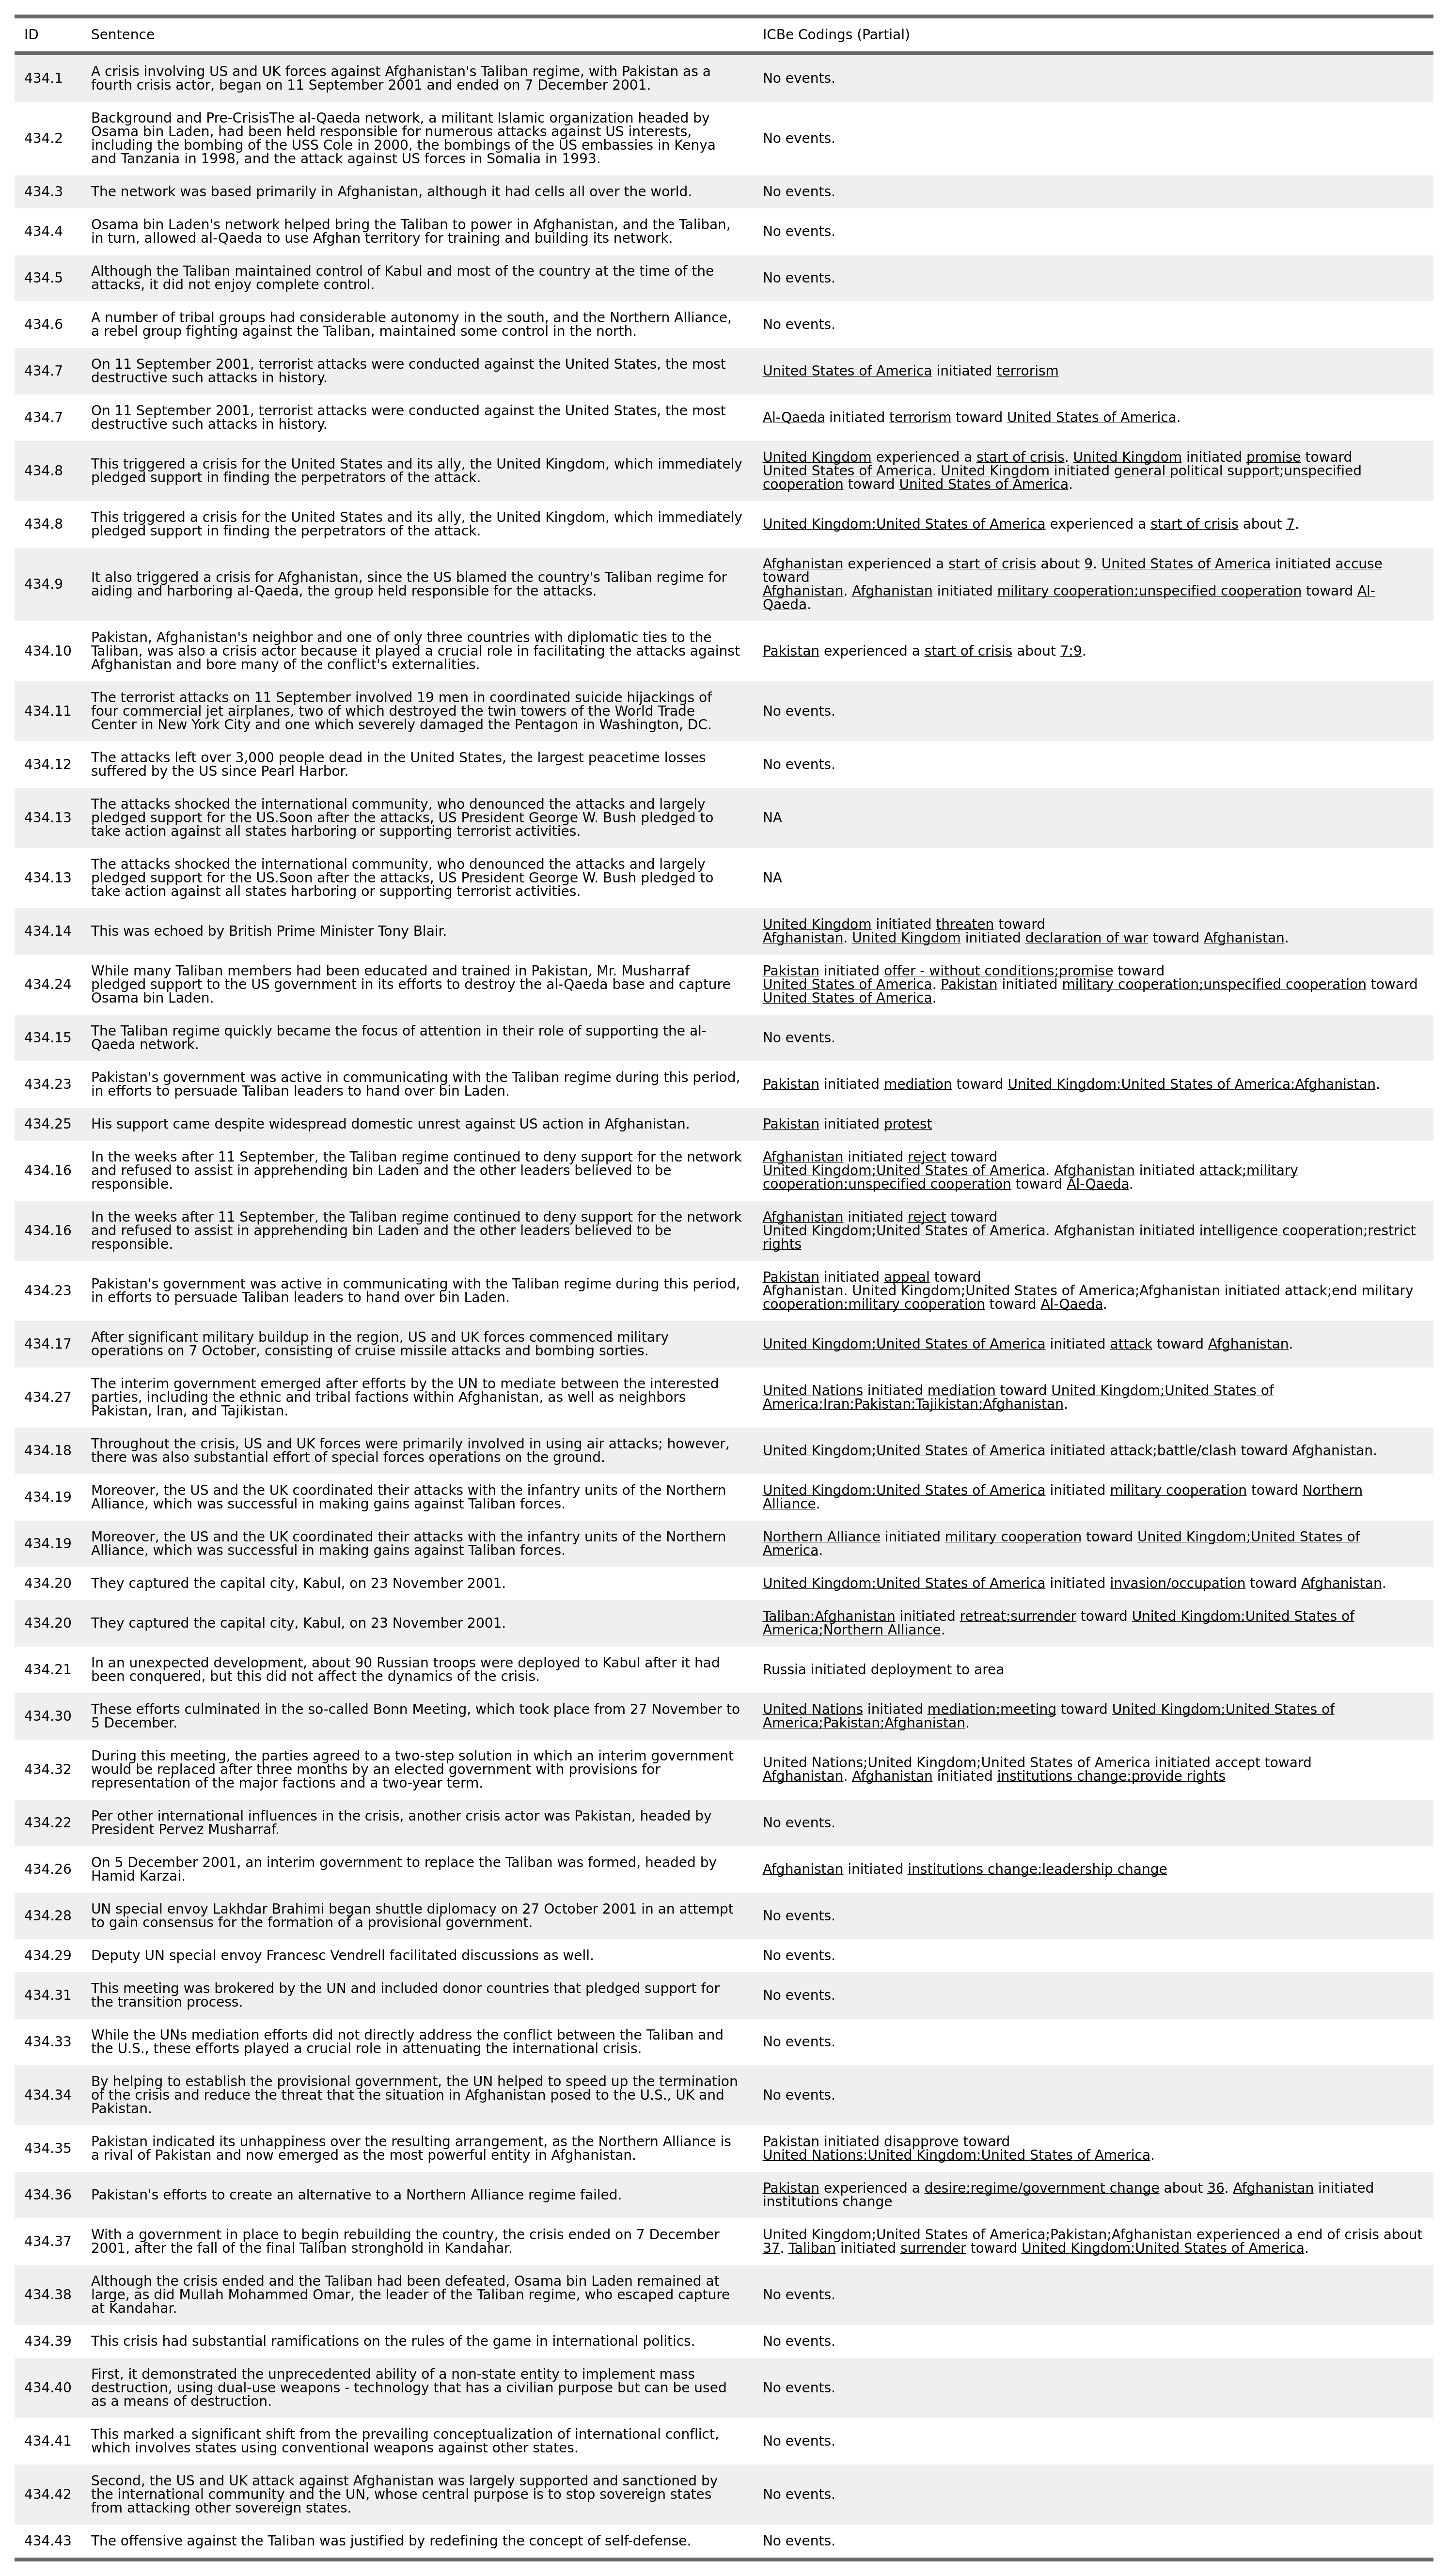 ID Sentence ICBe Codings (Partial)
434.1 A crisis involving US and UK forces against Afghanistan's Taliban regime, with Pakistan as a
fourth crisis actor, began on 11 September 2001 and ended on 7 December 2001.
No events.
434.2 Background and Pre-CrisisThe al-Qaeda network, a militant Islamic organization headed by
Osama bin Laden, had been held responsible for numerous attacks against US interests,
including the bombing of the USS Cole in 2000, the bombings of the US embassies in Kenya
and Tanzania in 1998, and the attack against US forces in Somalia in 1993.
No events.
434.3 The network was based primarily in Afghanistan, although it had cells all over the world.
No events.
434.4 Osama bin Laden's network helped bring the Taliban to power in Afghanistan, and the Taliban,
in turn, allowed al-Qaeda to use Afghan territory for training and building its network.
No events.
434.5 Although the Taliban maintained control of Kabul and most of the country at the time of the
attacks, it did not enjoy complete control.
No events.
434.6 A number of tribal groups had considerable autonomy in the south, and the Northern Alliance,
a rebel group fighting against the Taliban, maintained some control in the north.
No events.
434.7 On 11 September 2001, terrorist attacks were conducted against the United States, the most
destructive such attacks in history.
United States of America initiated terrorism
434.7 On 11 September 2001, terrorist attacks were conducted against the United States, the most
destructive such attacks in history.
Al-Qaeda initiated terrorism toward United States of America.
434.8 This triggered a crisis for the United States and its ally, the United Kingdom, which immediately
pledged support in finding the perpetrators of the attack.
United Kingdom experienced a start of crisis. United Kingdom initiated promise toward
United States of America. United Kingdom initiated general political support;unspecified
cooperation toward United States of America.
434.8 This triggered a crisis for the United States and its ally, the United Kingdom, which immediately
pledged support in finding the perpetrators of the attack.
United Kingdom;United States of America experienced a start of crisis about 7.
434.9 It also triggered a crisis for Afghanistan, since the US blamed the country's Taliban regime for
aiding and harboring al-Qaeda, the group held responsible for the attacks.
Afghanistan experienced a start of crisis about 9. United States of America initiated accuse
toward
Afghanistan. Afghanistan initiated military cooperation;unspecified cooperation toward Al-
Qaeda.
434.10 Pakistan, Afghanistan's neighbor and one of only three countries with diplomatic ties to the
Taliban, was also a crisis actor because it played a crucial role in facilitating the attacks against
Afghanistan and bore many of the conflict's externalities.
Pakistan experienced a start of crisis about 7;9.
434.11 The terrorist attacks on 11 September involved 19 men in coordinated suicide hijackings of
four commercial jet airplanes, two of which destroyed the twin towers of the World Trade
Center in New York City and one which severely damaged the Pentagon in Washington, DC.
No events.
434.12 The attacks left over 3,000 people dead in the United States, the largest peacetime losses
suffered by the US since Pearl Harbor.
No events.
434.13 The attacks shocked the international community, who denounced the attacks and largely
pledged support for the US.Soon after the attacks, US President George W. Bush pledged to
take action against all states harboring or supporting terrorist activities.
NA
434.13 The attacks shocked the international community, who denounced the attacks and largely
pledged support for the US.Soon after the attacks, US President George W. Bush pledged to
take action against all states harboring or supporting terrorist activities.
NA
434.14 This was echoed by British Prime Minister Tony Blair.
United Kingdom initiated threaten toward
Afghanistan. United Kingdom initiated declaration of war toward Afghanistan.
434.24 While many Taliban members had been educated and trained in Pakistan, Mr. Musharraf
pledged support to the US government in its efforts to destroy the al-Qaeda base and capture
Osama bin Laden.
Pakistan initiated offer - without conditions;promise toward
United States of America. Pakistan initiated military cooperation;unspecified cooperation toward
United States of America.
434.15 The Taliban regime quickly became the focus of attention in their role of supporting the al-
Qaeda network.
No events.
434.23 Pakistan's government was active in communicating with the Taliban regime during this period,
in efforts to persuade Taliban leaders to hand over bin Laden.
Pakistan initiated mediation toward United Kingdom;United States of America;Afghanistan.
434.25 His support came despite widespread domestic unrest against US action in Afghanistan.
Pakistan initiated protest
434.16 In the weeks after 11 September, the Taliban regime continued to deny support for the network
and refused to assist in apprehending bin Laden and the other leaders believed to be
responsible.
Afghanistan initiated reject toward
United Kingdom;United States of America. Afghanistan initiated attack;military
cooperation;unspecified cooperation toward Al-Qaeda.
434.16 In the weeks after 11 September, the Taliban regime continued to deny support for the network
and refused to assist in apprehending bin Laden and the other leaders believed to be
responsible.
Afghanistan initiated reject toward
United Kingdom;United States of America. Afghanistan initiated intelligence cooperation;restrict
rights
434.23 Pakistan's government was active in communicating with the Taliban regime during this period,
in efforts to persuade Taliban leaders to hand over bin Laden.
Pakistan initiated appeal toward
Afghanistan. United Kingdom;United States of America;Afghanistan initiated attack;end military
cooperation;military cooperation toward Al-Qaeda.
434.17 After significant military buildup in the region, US and UK forces commenced military
operations on 7 October, consisting of cruise missile attacks and bombing sorties.
United Kingdom;United States of America initiated attack toward Afghanistan.
434.27 The interim government emerged after efforts by the UN to mediate between the interested
parties, including the ethnic and tribal factions within Afghanistan, as well as neighbors
Pakistan, Iran, and Tajikistan.
United Nations initiated mediation toward United Kingdom;United States of
America;Iran;Pakistan;Tajikistan;Afghanistan.
434.18 Throughout the crisis, US and UK forces were primarily involved in using air attacks; however,
there was also substantial effort of special forces operations on the ground.
United Kingdom;United States of America initiated attack;battle/clash toward Afghanistan.
434.19 Moreover, the US and the UK coordinated their attacks with the infantry units of the Northern
Alliance, which was successful in making gains against Taliban forces.
United Kingdom;United States of America initiated military cooperation toward Northern
Alliance.
434.19 Moreover, the US and the UK coordinated their attacks with the infantry units of the Northern
Alliance, which was successful in making gains against Taliban forces.
Northern Alliance initiated military cooperation toward United Kingdom;United States of
America.
434.20 They captured the capital city, Kabul, on 23 November 2001.
United Kingdom;United States of America initiated invasion/occupation toward Afghanistan.
434.20 They captured the capital city, Kabul, on 23 November 2001.
Taliban;Afghanistan initiated retreat;surrender toward United Kingdom;United States of
America;Northern Alliance.
434.21 In an unexpected development, about 90 Russian troops were deployed to Kabul after it had
been conquered, but this did not affect the dynamics of the crisis.
Russia initiated deployment to area
434.30 These efforts culminated in the so-called Bonn Meeting, which took place from 27 November to
5 December.
United Nations initiated mediation;meeting toward United Kingdom;United States of
America;Pakistan;Afghanistan.
434.32 During this meeting, the parties agreed to a two-step solution in which an interim government
would be replaced after three months by an elected government with provisions for
representation of the major factions and a two-year term.
United Nations;United Kingdom;United States of America initiated accept toward
Afghanistan. Afghanistan initiated institutions change;provide rights
434.22 Per other international influences in the crisis, another crisis actor was Pakistan, headed by
President Pervez Musharraf.
No events.
434.26 On 5 December 2001, an interim government to replace the Taliban was formed, headed by
Hamid Karzai.
Afghanistan initiated institutions change;leadership change
434.28 UN special envoy Lakhdar Brahimi began shuttle diplomacy on 27 October 2001 in an attempt
to gain consensus for the formation of a provisional government.
No events.
434.29 Deputy UN special envoy Francesc Vendrell facilitated discussions as well.
No events.
434.31 This meeting was brokered by the UN and included donor countries that pledged support for
the transition process.
No events.
434.33 While the UNs mediation efforts did not directly address the conflict between the Taliban and
the U.S., these efforts played a crucial role in attenuating the international crisis.
No events.
434.34 By helping to establish the provisional government, the UN helped to speed up the termination
of the crisis and reduce the threat that the situation in Afghanistan posed to the U.S., UK and
Pakistan.
No events.
434.35 Pakistan indicated its unhappiness over the resulting arrangement, as the Northern Alliance is
a rival of Pakistan and now emerged as the most powerful entity in Afghanistan.
Pakistan initiated disapprove toward
United Nations;United Kingdom;United States of America.
434.36 Pakistan's efforts to create an alternative to a Northern Alliance regime failed.
Pakistan experienced a desire;regime/government change about 36. Afghanistan initiated
institutions change
434.37 With a government in place to begin rebuilding the country, the crisis ended on 7 December
2001, after the fall of the final Taliban stronghold in Kandahar.
United Kingdom;United States of America;Pakistan;Afghanistan experienced a end of crisis about
37. Taliban initiated surrender toward United Kingdom;United States of America.
434.38 Although the crisis ended and the Taliban had been defeated, Osama bin Laden remained at
large, as did Mullah Mohammed Omar, the leader of the Taliban regime, who escaped capture
at Kandahar.
No events.
434.39 This crisis had substantial ramifications on the rules of the game in international politics.
No events.
434.40 First, it demonstrated the unprecedented ability of a non-state entity to implement mass
destruction, using dual-use weapons - technology that has a civilian purpose but can be used
as a means of destruction.
No events.
434.41 This marked a significant shift from the prevailing conceptualization of international conflict,
which involves states using conventional weapons against other states.
No events.
434.42 Second, the US and UK attack against Afghanistan was largely supported and sanctioned by
the international community and the UN, whose central purpose is to stop sovereign states
from attacking other sovereign states.
No events.
434.43 The offensive against the Taliban was justified by redefining the concept of self-defense.
No events.